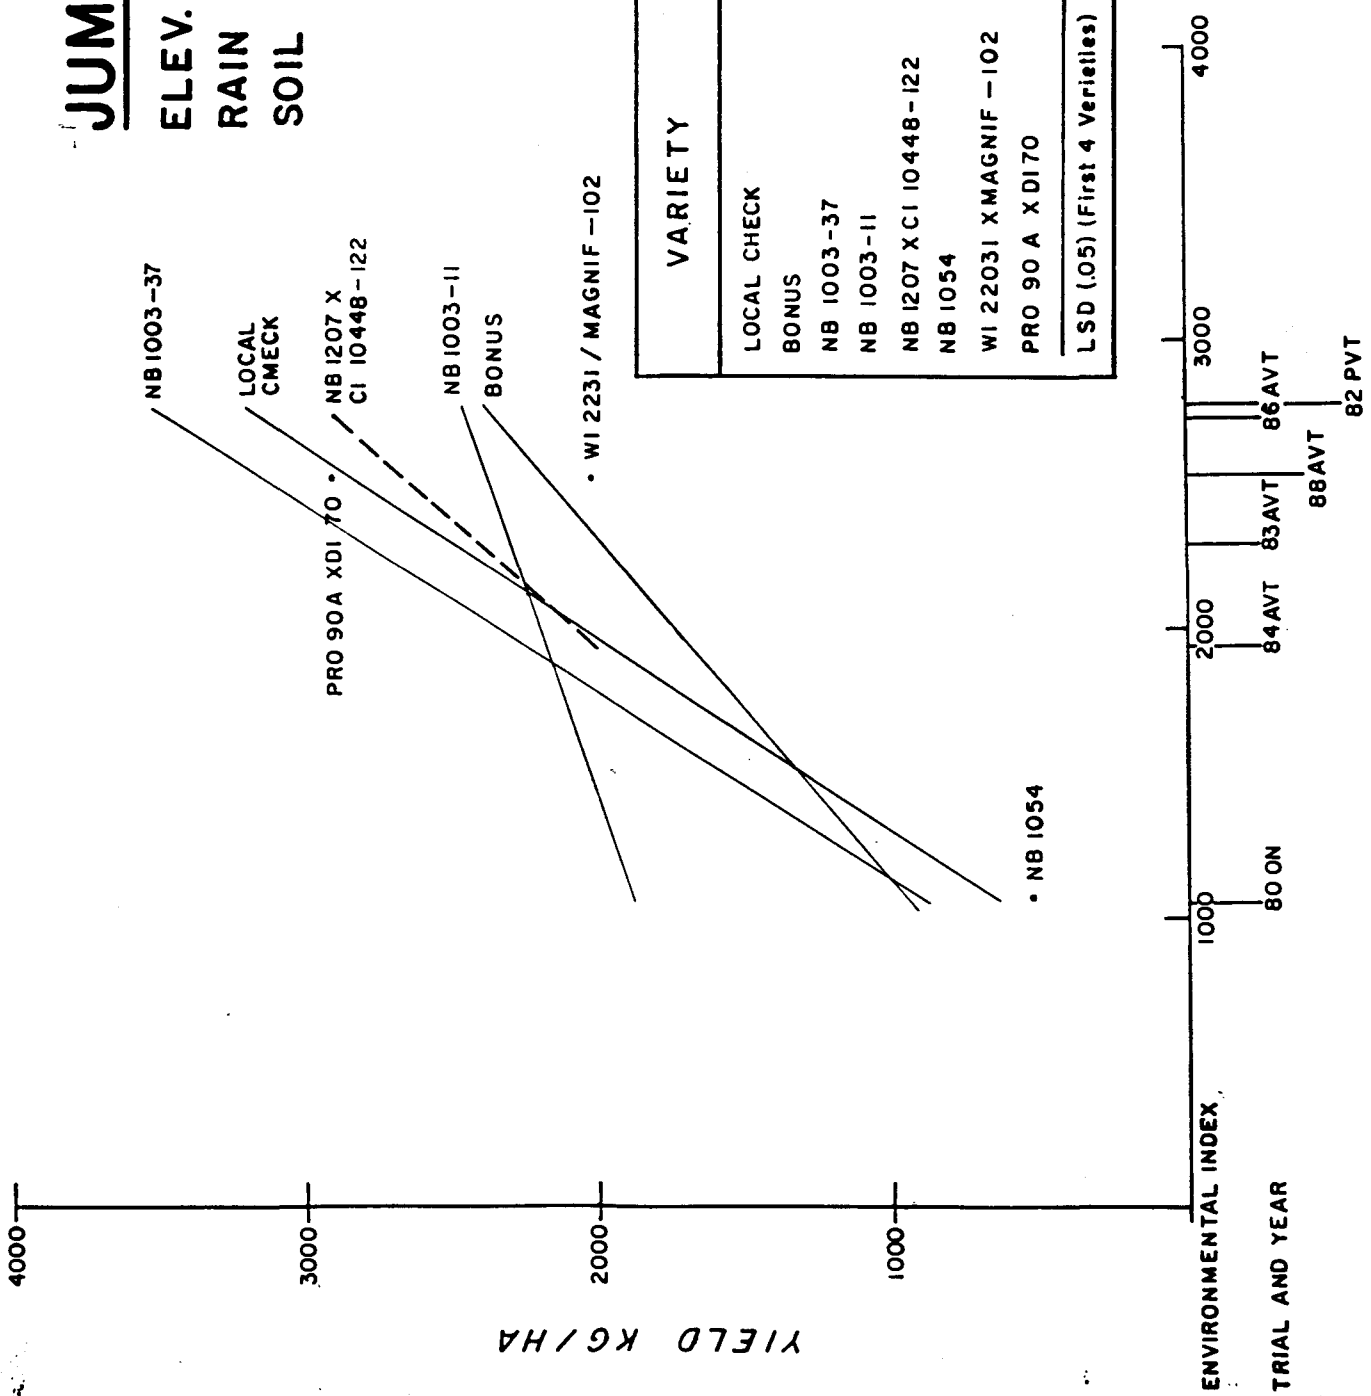 JUM
ELEV.
RAIN
SOIL
4000
3000
2000
1000
YIELD KG/HA
NB 1003-37
LOCAL
CMECK
PRO 90A XDI 70
NB 1207 X
CI 10448-122
NB 1003-11
BONUS
WI 2231 / MAGNIF -102
NB 1054
VARIETY
LOCAL CHECK
BONUS
NB 1003-37
NB 1003-11
NB 1207 X CI 10448-122
NB 1054
WI 22031 X MAGNIF -102
PRO 90 A X DI 70
LSD (.05) (First 4 Verietles)
ENVIRONMENTAL INDEX
1000
2000
3000
4000
TRIAL AND YEAR
80 ON
84 AVT
83 AVT
88 AVT
86 AVT
82 PVT